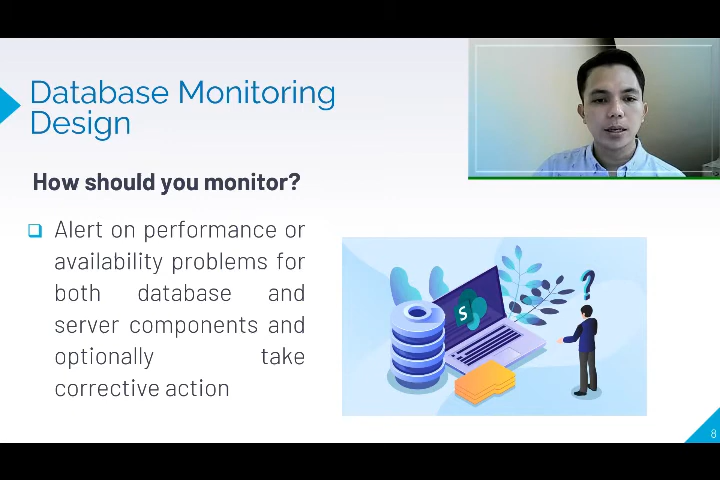 Database Monitoring
Design
How should you monitor?
Alert on performance or
availability problems for
both database and
server components and
optionally take
corrective action
S
?
8